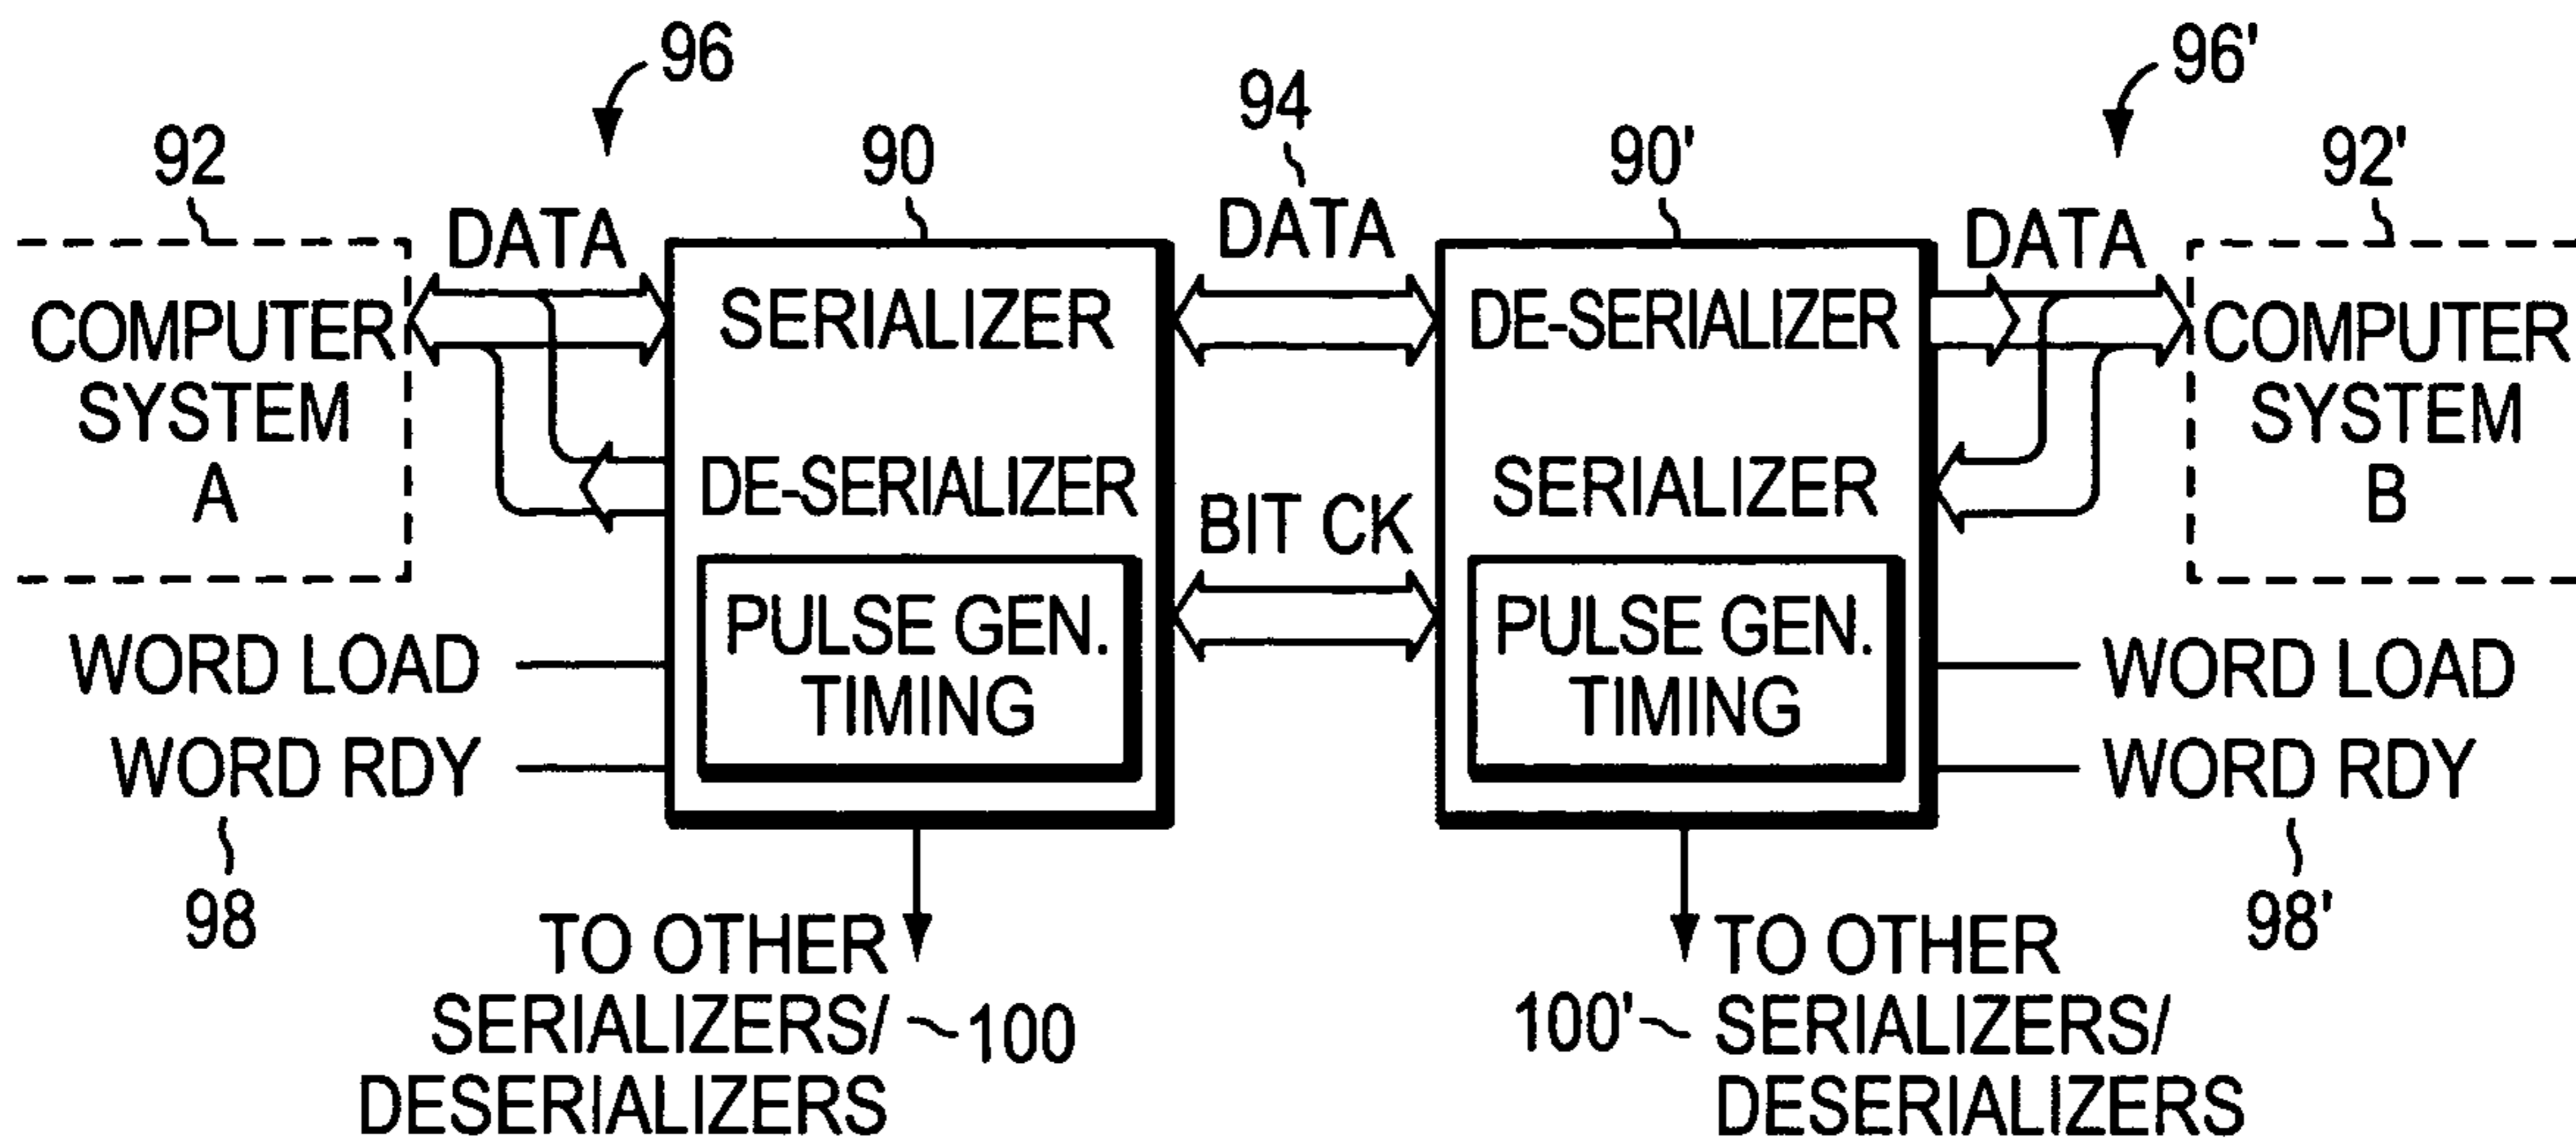 96
96'
94
92
90
90'
92'
DATA
DATA
DATA
COMPUTER
SYSTEM
A
SERIALIZER
DE-SERIALIZER
PULSE GEN.
TIMING
BIT CK
DE-SERIALIZER
SERIALIZER
PULSE GEN.
TIMING
COMPUTER
SYSTEM
B
WORD LOAD
WORD RDY
98
WORD LOAD
WORD RDY
98'
TO OTHER
SERIALIZERS/
DESERIALIZERS
100
100'
TO OTHER
SERIALIZERS/
DESERIALIZERS